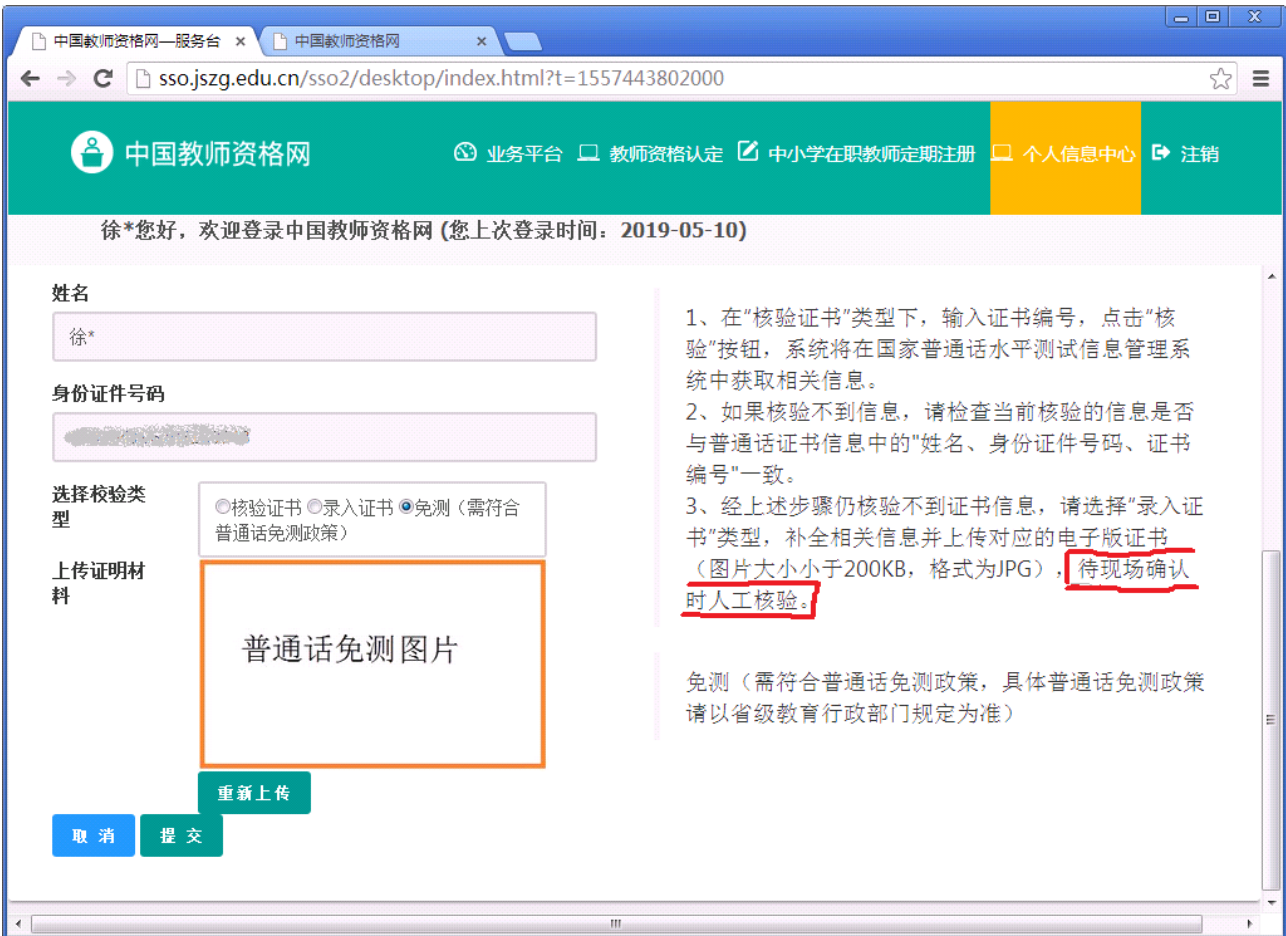 中国教师资格网—服务台 ×
中国教师资格网 ×
sso.jszg.edu.cn/sso2/desktop/index.html?t=1557443802000
中国教师资格网
业务平台 教师资格认定 中小学在职教师定期注册 个人信息中心 注销
徐*您好，欢迎登录中国教师资格网 (您上次登录时间：2019-05-10)
姓名
徐*
身份证件号码
选择校验类
型
核验证书 录入证书 免测（需符合
普通话免测政策）
上传证明材
料
普通话免测图片
重新上传
取 消 提 交
1、在“核验证书”类型下，输入证书编号，点击“核
验”按钮，系统将在国家普通话水平测试信息管理系
统中获取相关信息。
2、如果核验不到信息，请检查当前核验的信息是否
与普通话证书信息中的"姓名、身份证件号码、证书
编号"一致。
3、经上述步骤仍核验不到证书信息，请选择“录入证
书”类型，补全相关信息并上传对应的电子版证书
（图片大小小于200KB，格式为JPG），待现场确认
时人工核验。
免测（需符合普通话免测政策，具体普通话免测政策
请以省级教育行政部门规定为准）